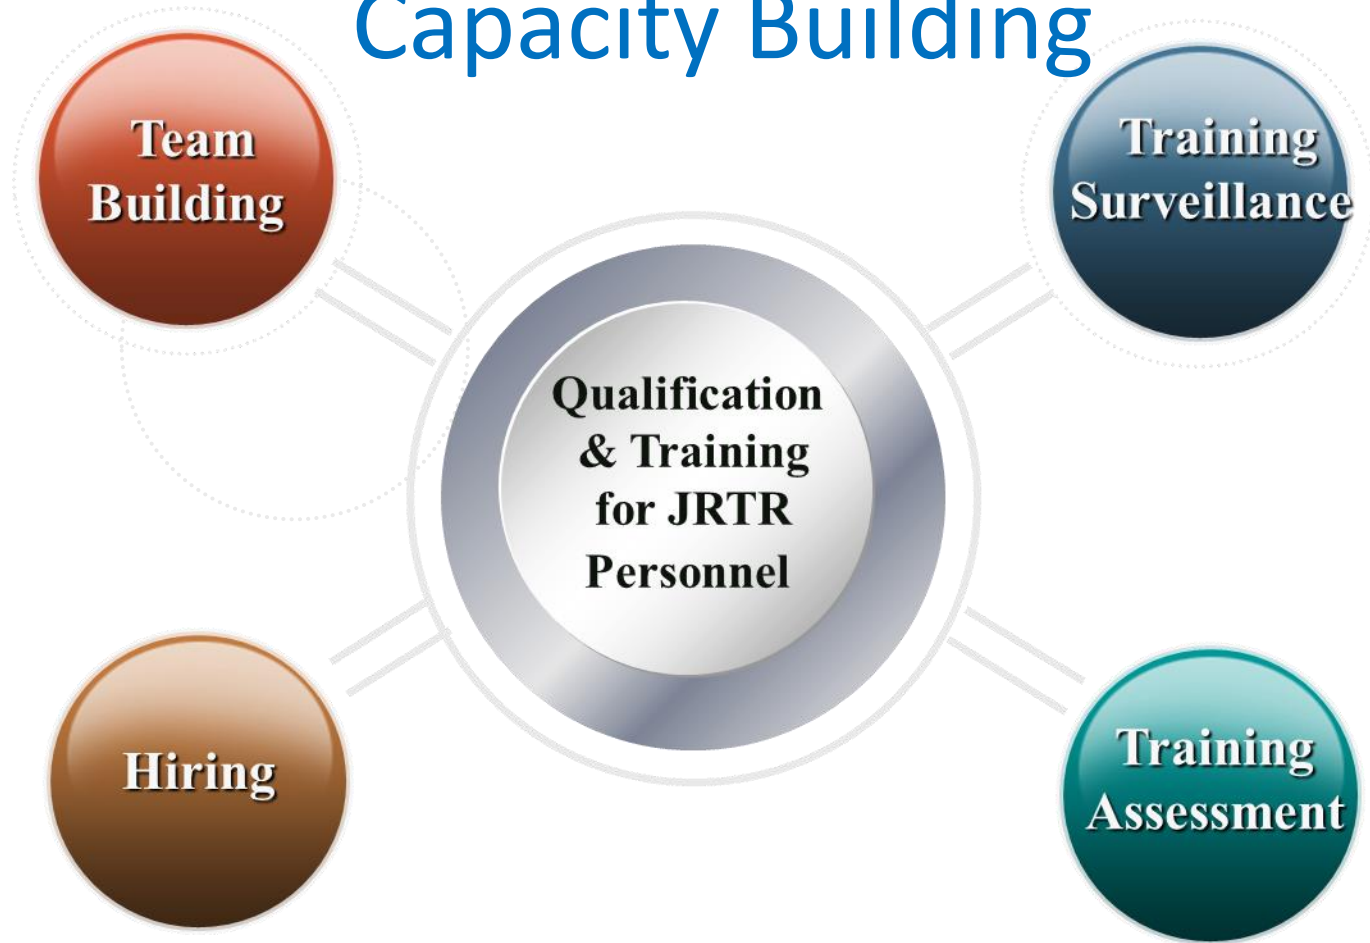 Capacity Building
Team
Building
Training
Surveillance
Qualification
& Training
for JRTR
Personnel
Hiring
Training
Assessment